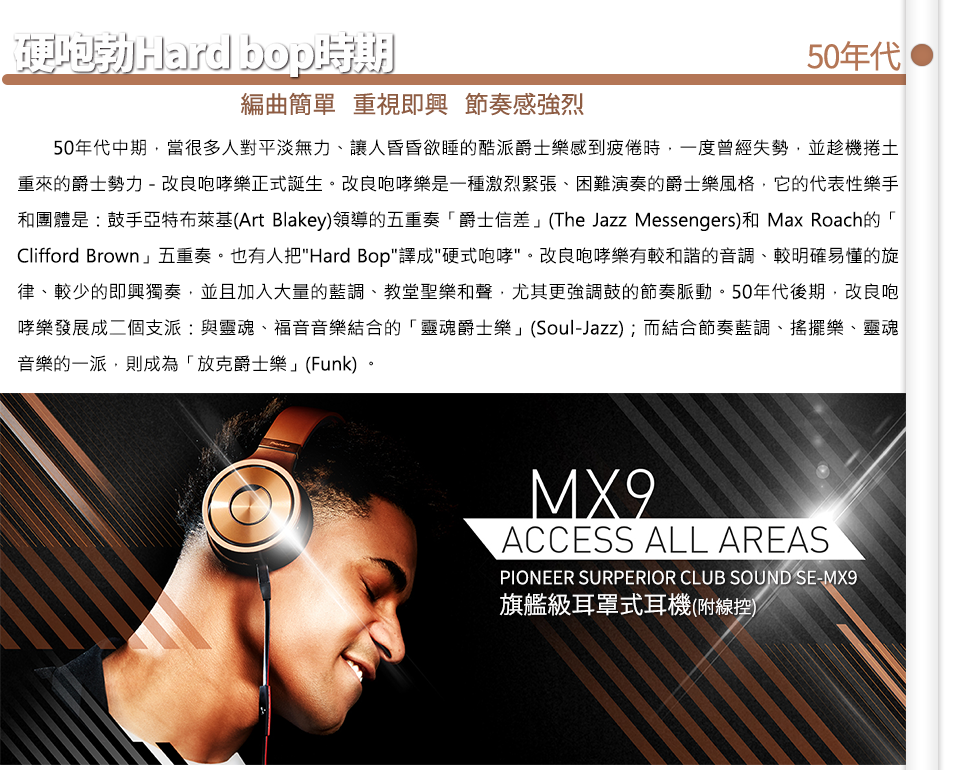 硬咆勃Hard bop時期
50年代
編曲簡單 重視即興 節奏感強烈
50年代中期，當很多人對平淡無力、讓人昏昏欲睡的酷派爵士樂感到疲倦時，一度曾經失勢，並趁機捲土
重來的爵士勢力 - 改良咆哮樂正式誕生。改良咆哮樂是一種激烈緊張、困難演奏的爵士樂風格，它的代表性樂手
和團體是：鼓手亞特布萊基(Art Blakey)領導的五重奏「爵士信差」(The Jazz Messengers)和 Max Roach的「
Clifford Brown」五重奏。也有人把"Hard Bop"譯成"硬式咆哮"。改良咆哮樂有較和諧的音調、較明確易懂的旋
律、較少的即興獨奏，並且加入大量的藍調、教堂聖樂和聲，尤其更強調鼓的節奏脈動。50年代後期，改良咆
哮樂發展成二個支派：與靈魂、福音音樂結合的「靈魂爵士樂」(Soul-Jazz)；而結合節奏藍調、搖擺樂、靈魂
音樂的一派，則成為「放克爵士樂」(Funk) 。
MX9
ACCESS ALL AREAS
PIONEER SURPERIOR CLUB SOUND SE-MX9
旗艦級耳罩式耳機(附線控)